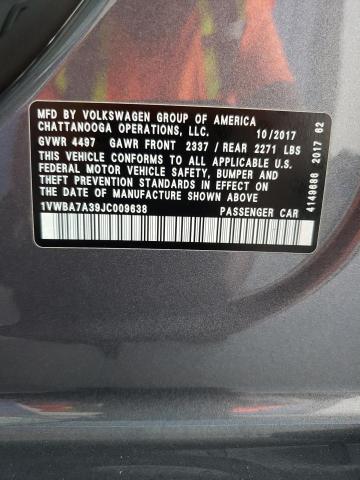 MFD BY VOLKSWAGEN GROUP OF AMERICA
CHATTANOOGA OPERATIONS, LLC. 10/2017
GVWR 4497 GAWR FRONT 2337 / REAR 2271 LBS
THIS VEHICLE CONFORMS TO ALL APPLICABLE U.S.
FEDERAL MOTOR VEHICLE SAFETY, BUMPER AND
THEFT PREVENTION STANDARDS IN EFFECT ON
THE DATE OF MANUFACTURE SHOWN ABOVE
1VWBA7A39JC009638 PASSENGER CAR
4149686 2017 62